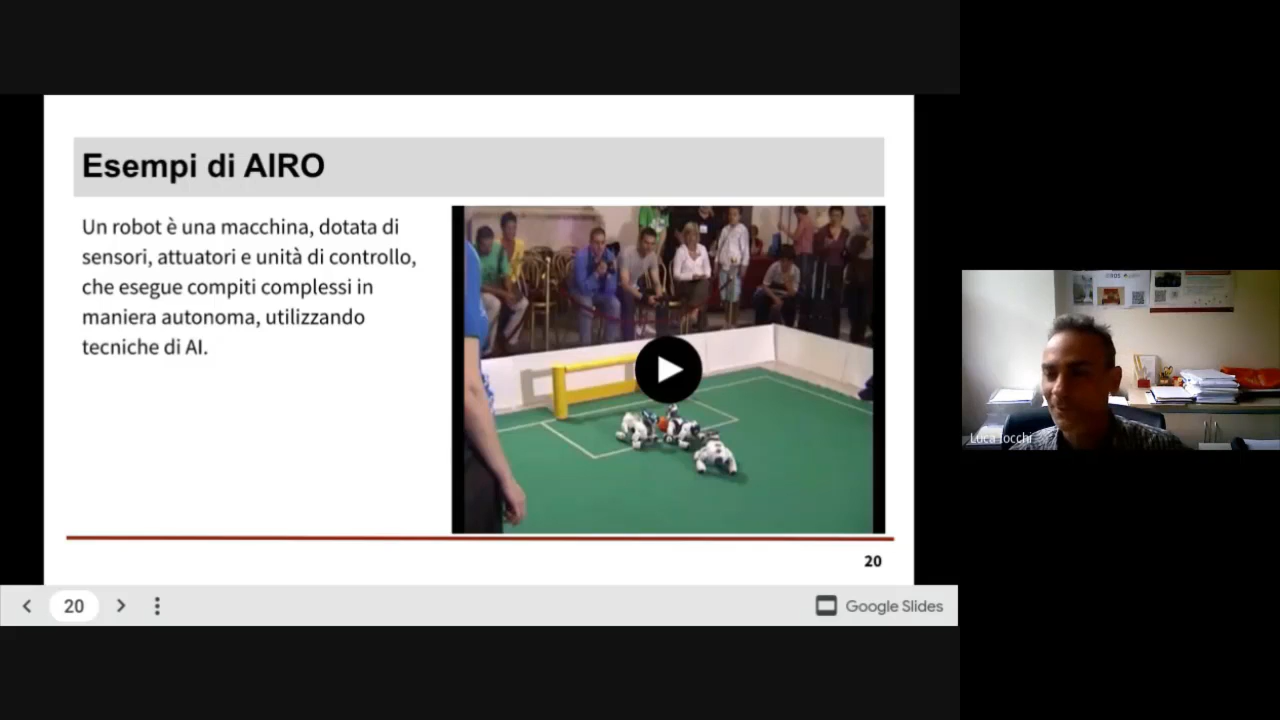 Esempi di AIRO
Un robot è una macchina, dotata di
sensori, attuatori e unità di controllo,
che esegue compiti complessi in
maniera autonoma, utilizzando
tecniche di AI.
20
20
Google Slides
Luca Iocchi